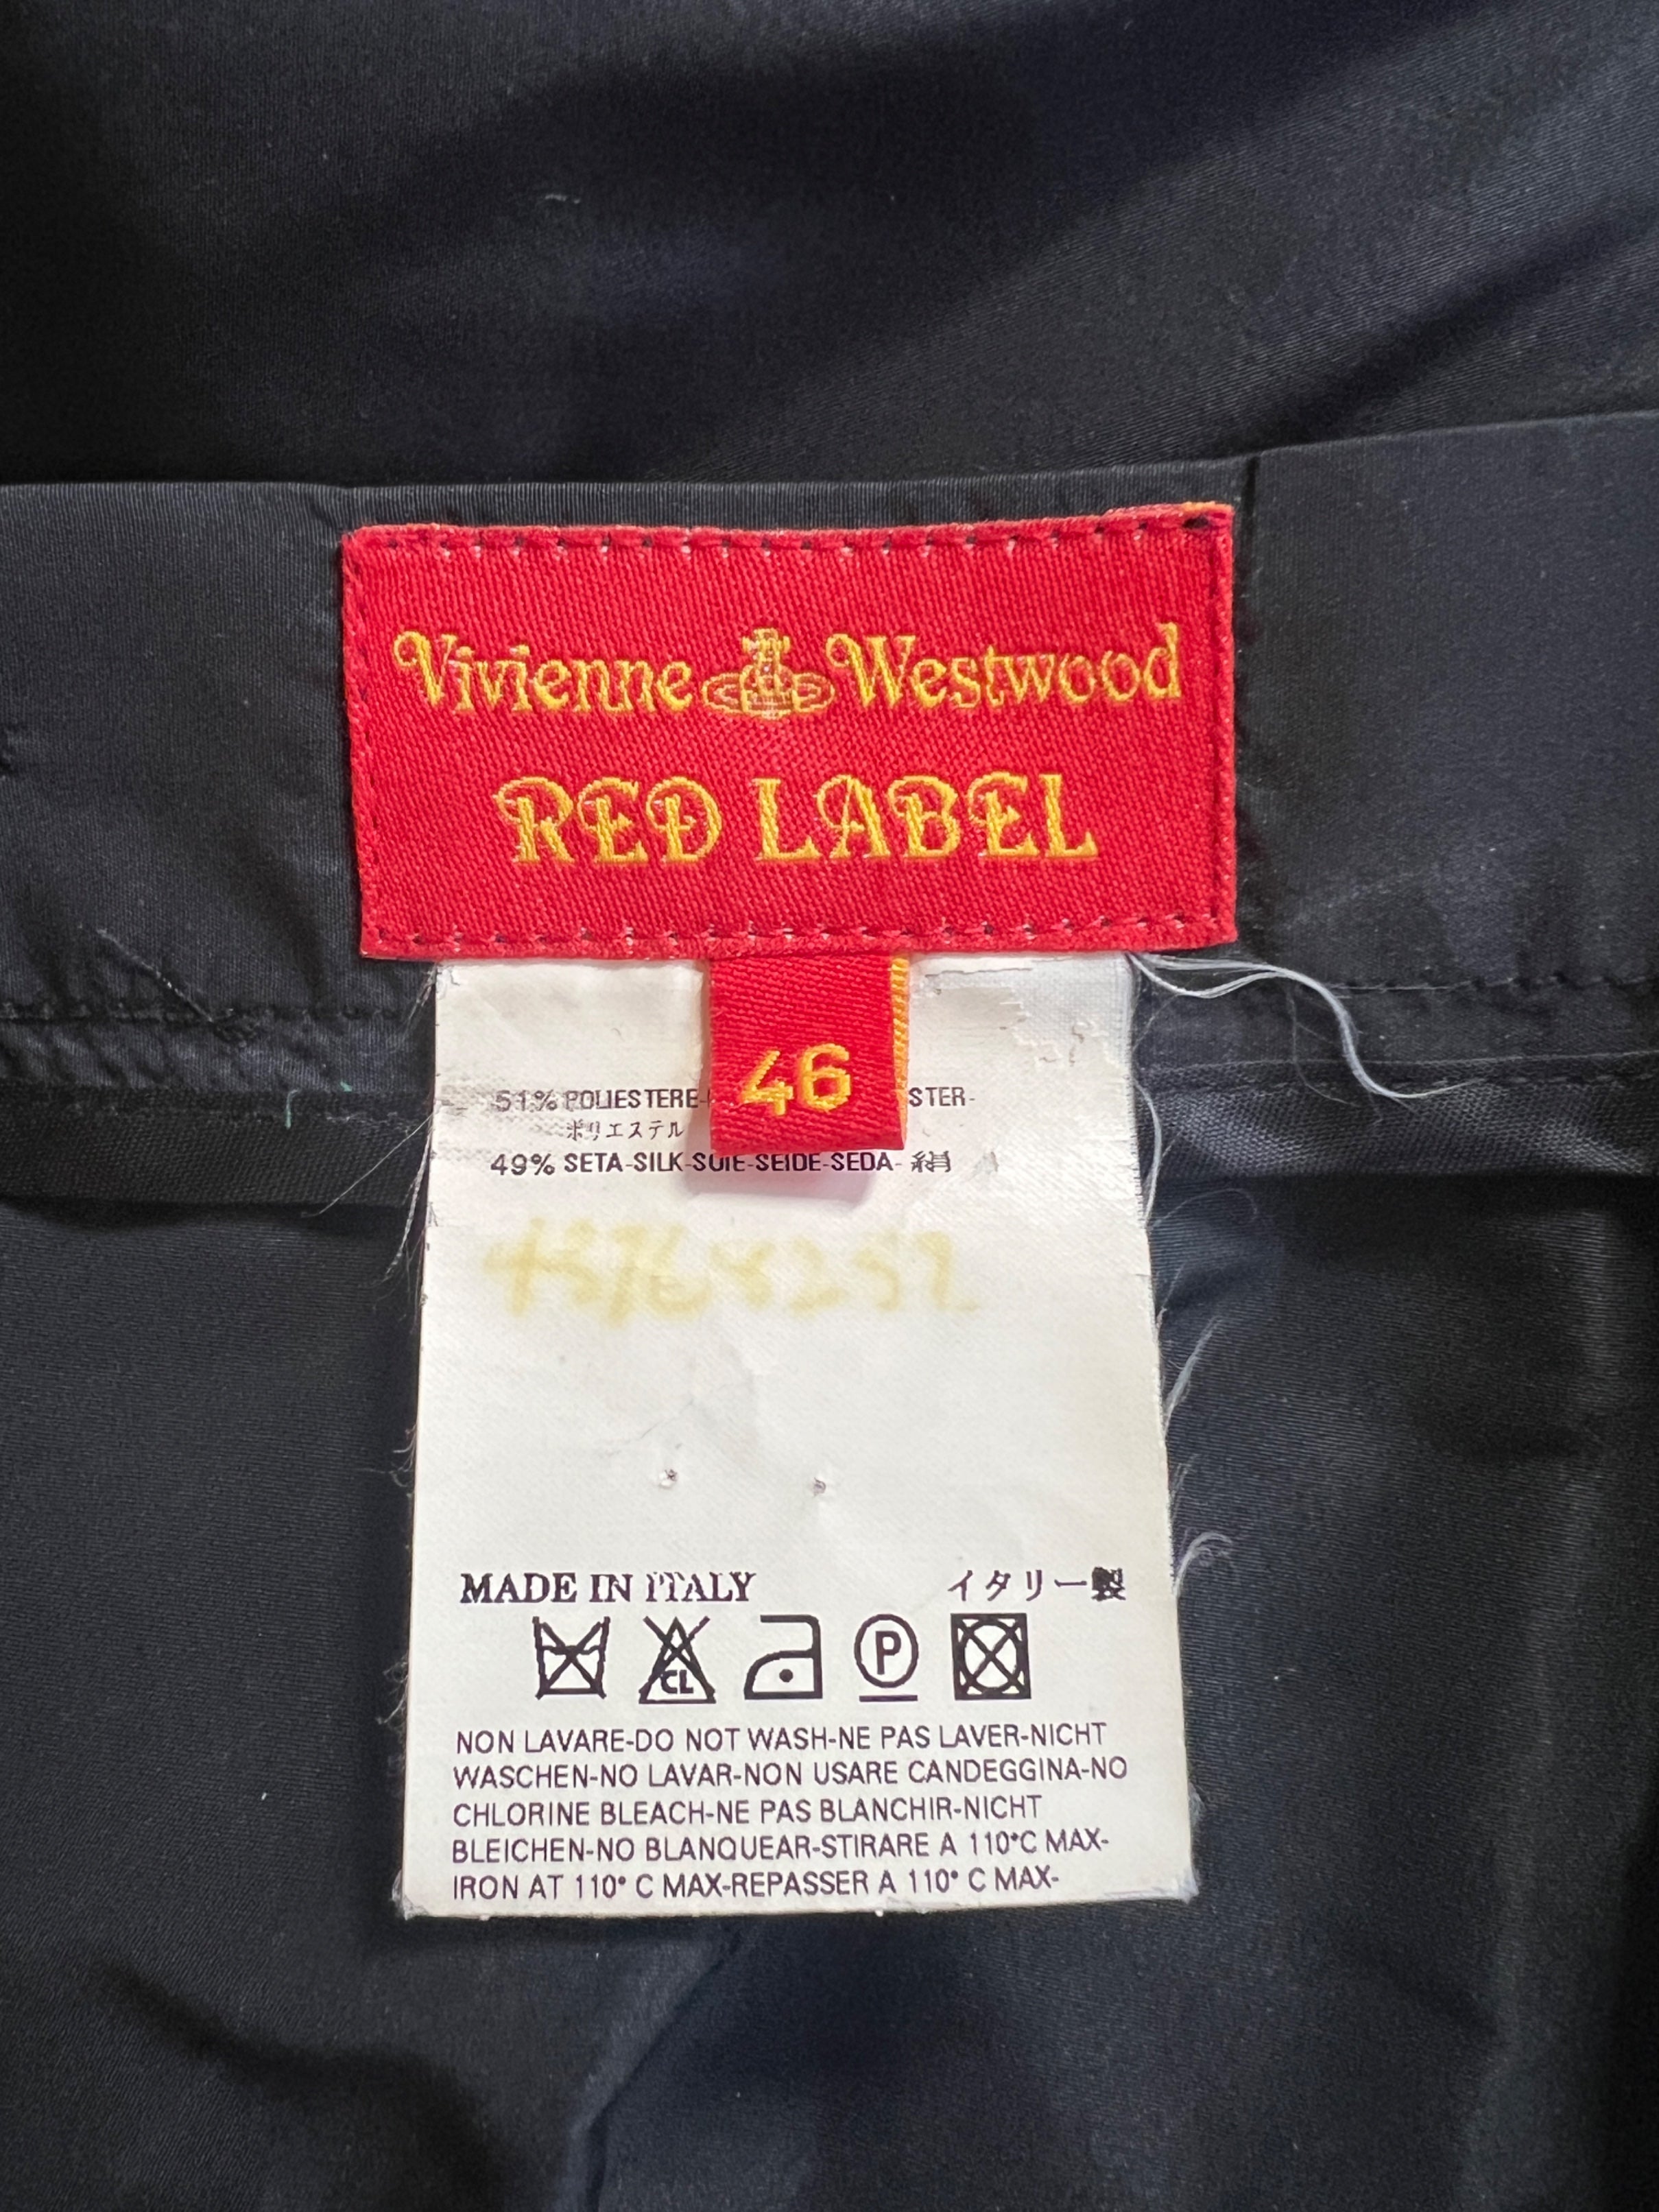 Vivienne Westwood
RED LABEL
46
51% POLIESTERE- STER-
ポリエステル
49% SETA-SILK-SOIE-SEIDE-SEDA- 絹
MADE IN ITALY イタリー製
CL P
NON LAVARE-DO NOT WASH-NE PAS LAVER-NICHT
WASCHEN-NO LAVAR-NON USARE CANDEGGINA-NO
CHLORINE BLEACH-NE PAS BLANCHIR-NICHT
BLEICHEN-NO BLANQUEAR-STIRARE A 110°C MAX-
IRON AT 110° C MAX-REPASSER A 110° C MAX-